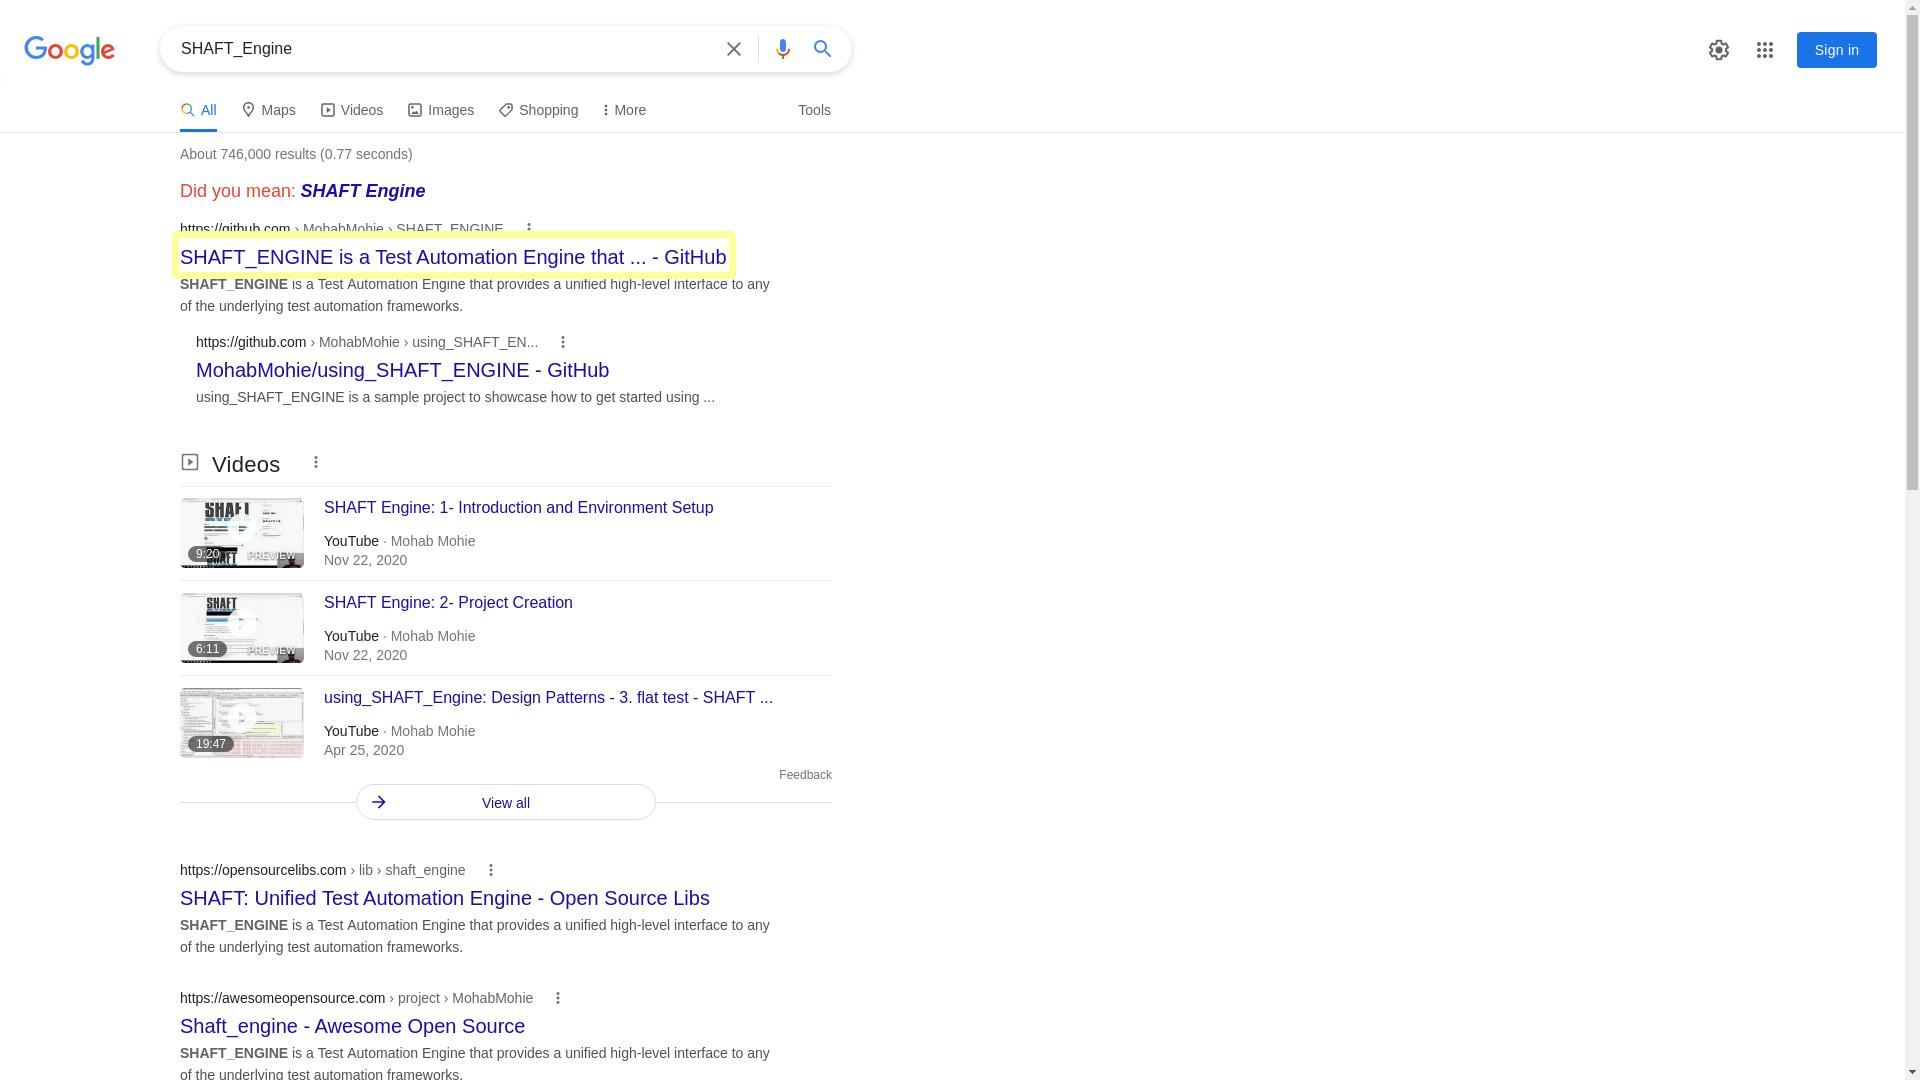 Google
SHAFT_Engine
Sign in
All
Maps
Videos
Images
Shopping
More
Tools
About 746,000 results (0.77 seconds)
Did you mean: SHAFT Engine
https://github.com › MohabMohie › SHAFT_ENGINE
SHAFT_ENGINE is a Test Automation Engine that ... - GitHub
SHAFT_ENGINE is a Test Automation Engine that provides a unified high-level interface to any
of the underlying test automation frameworks.
https://github.com › MohabMohie › using_SHAFT_EN...
MohabMohie/using_SHAFT_ENGINE - GitHub
using_SHAFT_ENGINE is a sample project to showcase how to get started using ...
Videos
SHAFT
9:20
PREVIEW
SHAFT Engine: 1- Introduction and Environment Setup
YouTube · Mohab Mohie
Nov 22, 2020
SHAFT
6:11
PREVIEW
SHAFT Engine: 2- Project Creation
YouTube · Mohab Mohie
Nov 22, 2020
19:47
using_SHAFT_Engine: Design Patterns - 3. flat test - SHAFT ...
YouTube · Mohab Mohie
Apr 25, 2020
Feedback
View all
https://opensourcelibs.com › lib › shaft_engine
SHAFT: Unified Test Automation Engine - Open Source Libs
SHAFT_ENGINE is a Test Automation Engine that provides a unified high-level interface to any
of the underlying test automation frameworks.
https://awesomeopensource.com › project › MohabMohie
Shaft_engine - Awesome Open Source
SHAFT_ENGINE is a Test Automation Engine that provides a unified high-level interface to any
of the underlying test automation frameworks.